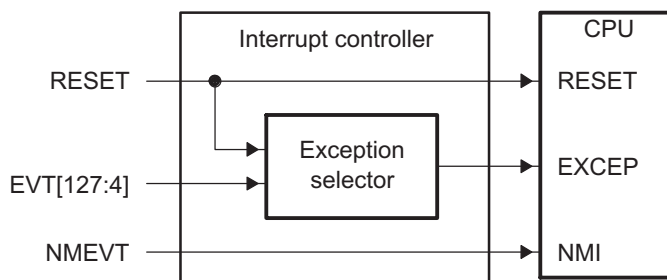 Interrupt controller
CPU
RESET
RESET
Exception
selector
EXCEP
EVT[127:4]
NMEVT
NMI